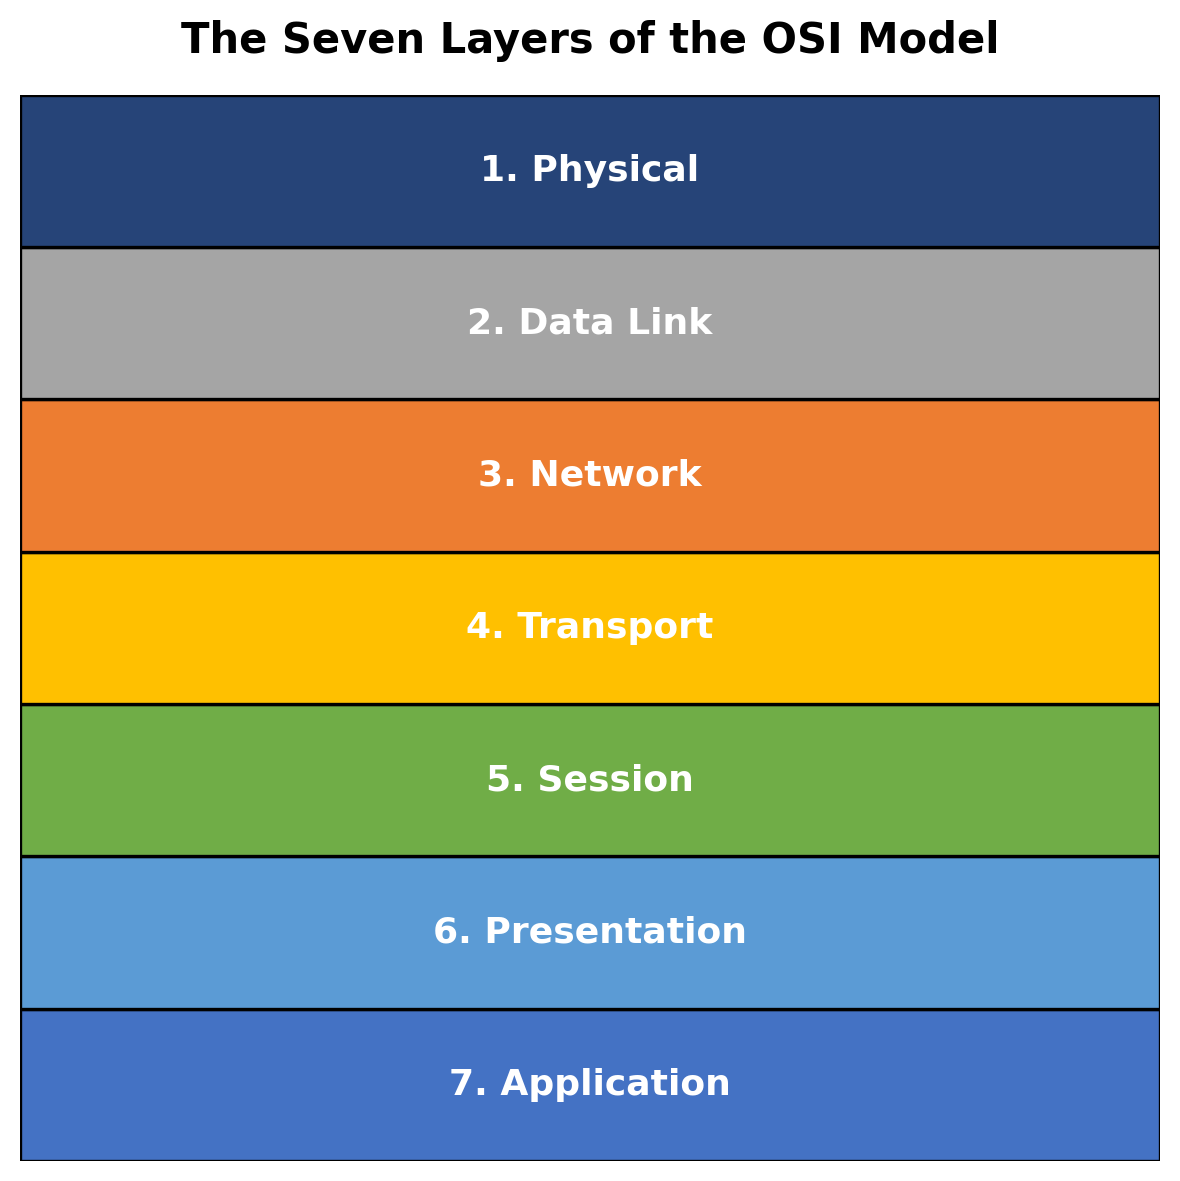 The Seven Layers of the OSI Model
1. Physical
2. Data Link
3. Network
4. Transport
5. Session
6. Presentation
7. Application